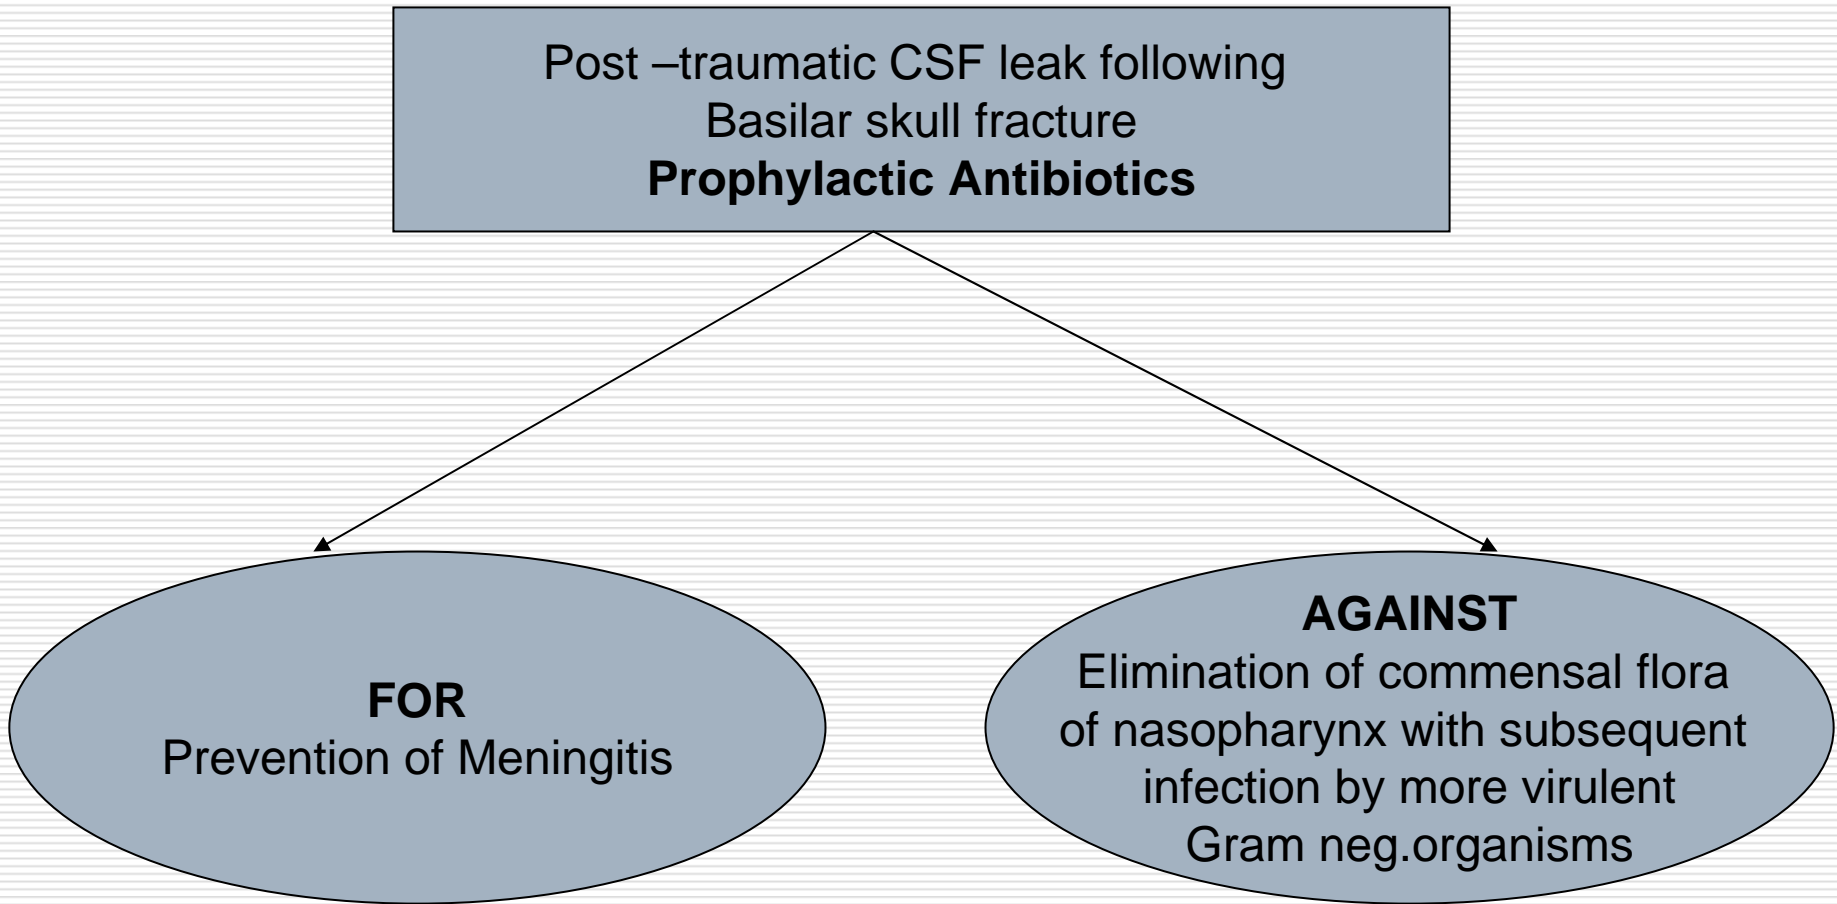 Post –traumatic CSF leak following
Basilar skull fracture
Prophylactic Antibiotics
FOR
Prevention of Meningitis
AGAINST
Elimination of commensal flora
of nasopharynx with subsequent
infection by more virulent
Gram neg.organisms